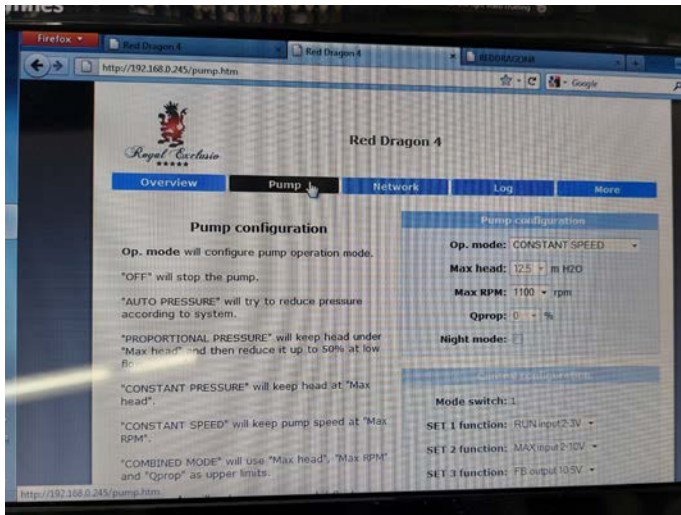 Firefox
Red Dragon 4
Red Dragon 4
http://192.168.0.245/pump.htm
Google
Royal Exclusiv
Red Dragon 4
Overview
Pump
Network
Log
More
Pump configuration
Op. mode will configure pump operation mode.
"OFF" will stop the pump.
"AUTO PRESSURE" will try to reduce pressure
according to system.
"PROPORTIONAL PRESSURE" will keep head under
"Max head" and then reduce it up to 50% at low
"CONSTANT PRESSURE" will keep head at "Max
head".
"CONSTANT SPEED" will keep pump speed at "Max
RPM".
"COMBINED MODE" will use "Max head", "Max RPM"
and "Qprop" as upper limits.
Pump configuration
Op. mode: CONSTANT SPEED
Max head: 12.5 m H2O
Max RPM: 1100 rpm
Qprop: 0 %
Night mode:
Mode switch: 1
SET 1 function: RUN input 2-3V
SET 2 function: MAX input 2-10V
SET 3 function: FB output 10.5V
http://192.168.0.245/pump.htm